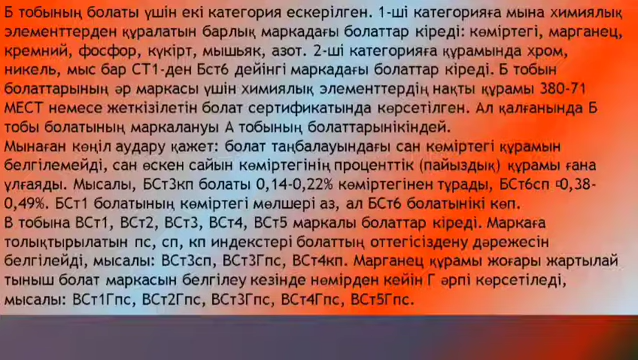 Б тобының болаты үшін екі категория ескерілген. 1-ші категорияға мына химиялық
элементтерден құралатын барлық маркадағы болаттар кіреді: көміртегі, марганец,
кремний, фосфор, күкірт, мышьяк, азот. 2-ші категорияға құрамында хром,
никель, мыс бар СТ1-ден Бст6 дейінгі маркадағы болаттар кіреді. Б тобын
болаттарының әр маркасы үшін химиялық элементтердің нақты құрамы 380-71
МЕСТ немесе жеткізілетін болат сертификатында көрсетілген. Ал қалғанында Б
тобы болатының маркалануы А тобының болаттарынікіндей.
Мынаған көңіл аудару қажет: болат таңбалауындағы сан көміртегі құрамын
белгілемейді, сан өскен сайын көміртегінің проценттік (пайыздық) құрамы ғана
ұлғаяды. Мысалы, БСт3кп болаты 0,14-0,22% көміртегінен тұрады, БСт6сп -0,38-
0,49%. БСт1 болатының көміртегі мөлшері аз, ал БСт6 болатынікі көп.
В тобына ВСт1, ВСт2, ВСт3, ВСт4, ВСт5 маркалы болаттар кіреді. Маркаға
толықтырылатын пс, сп, кп индекстері болаттың оттегісіздену дәрежесін
белгілейді, мысалы: ВСт3сп, ВСт3Гпс, ВСт4кп. Марганец құрамы жоғары жартылай
тыныш болат маркасын белгілеу кезінде нөмірден кейін Г әрпі көрсетіледі,
мысалы: ВСт1Гпс, ВСт2Гпс, ВСт3Гпс, ВСт4Гпс, ВСт5Гпс.